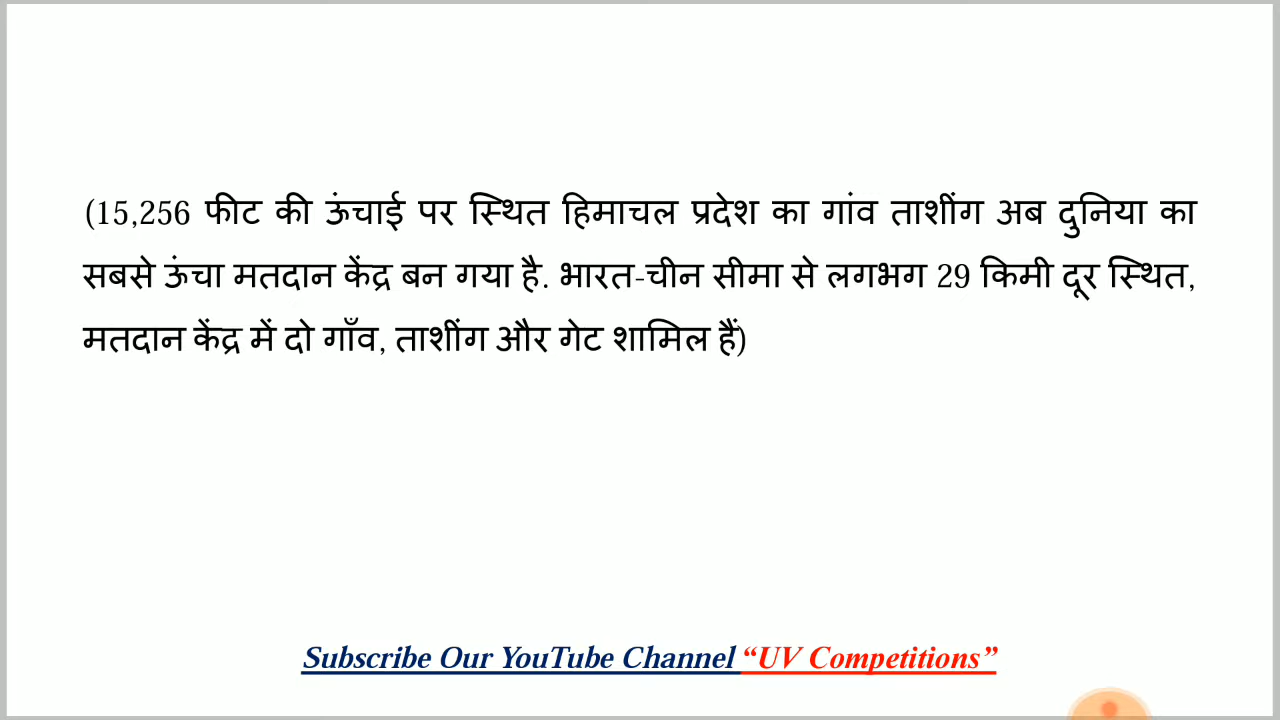 (15,256 फीट की ऊंचाई पर स्थित हिमाचल प्रदेश का गांव ताशींग अब दुनिया का
सबसे ऊंचा मतदान केंद्र बन गया है. भारत-चीन सीमा से लगभग 29 किमी दूर स्थित,
मतदान केंद्र में दो गाँव, ताशींग और गेट शामिल हैं)
Subscribe Our YouTube Channel “UV Competitions”